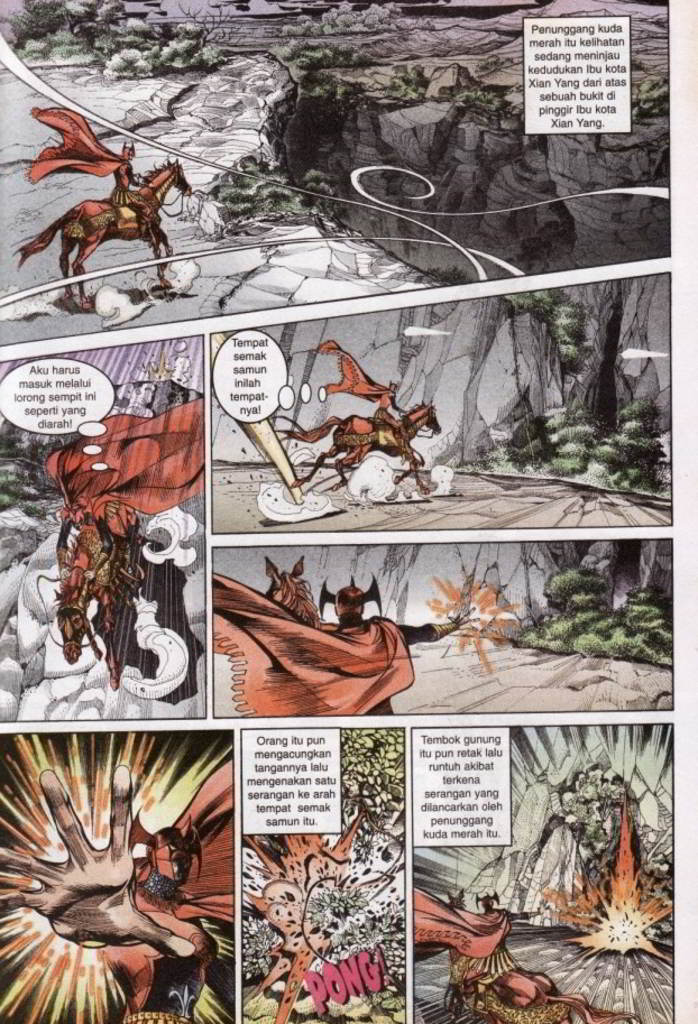 Penunggang kuda
merah itu kelihatan
sedang meninjau
kedudukan Ibu kota
Xian Yang dari atas
sebuah bukit di
pinggir Ibu kota
Xian Yang.
Aku harus
masuk melalui
lorong sempit ini
seperti yang
diarah!
Tempat
semak
samun
inilah
tempat-
nya!
Orang itu pun
mengacungkan
tangannya lalu
mengenakan satu
serangan ke arah
tempat semak
samun itu.
PONG!
Tembok gunung
itu pun retak lalu
runtuh akibat
terkena
serangan yang
dilancarkan oleh
penunggang
kuda merah itu.